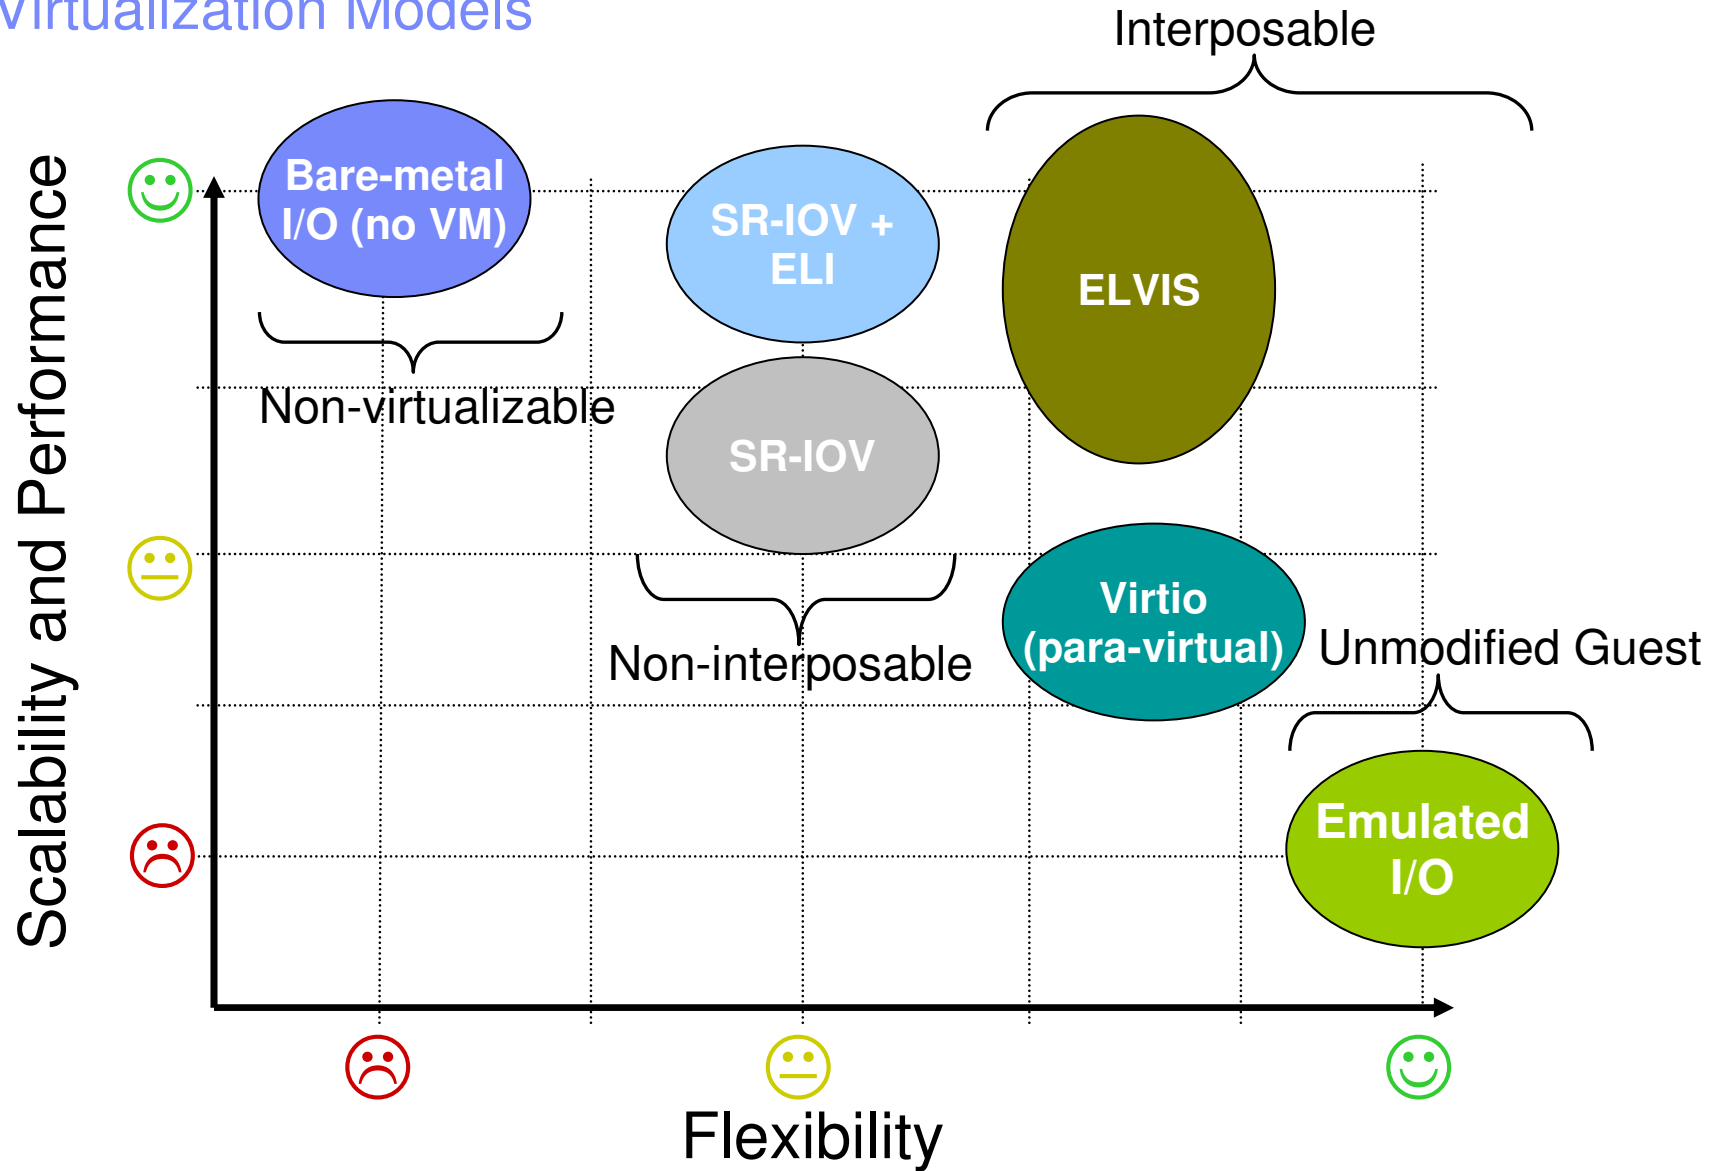 Virtualization Models
Interposable
Bare-metal
I/O (no VM)
SR-IOV +
ELI
ELVIS
Non-virtualizable
SR-IOV
Virtio
(para-virtual)
Unmodified Guest
Non-interposable
Emulated
I/O
Scalability and Performance
Flexibility